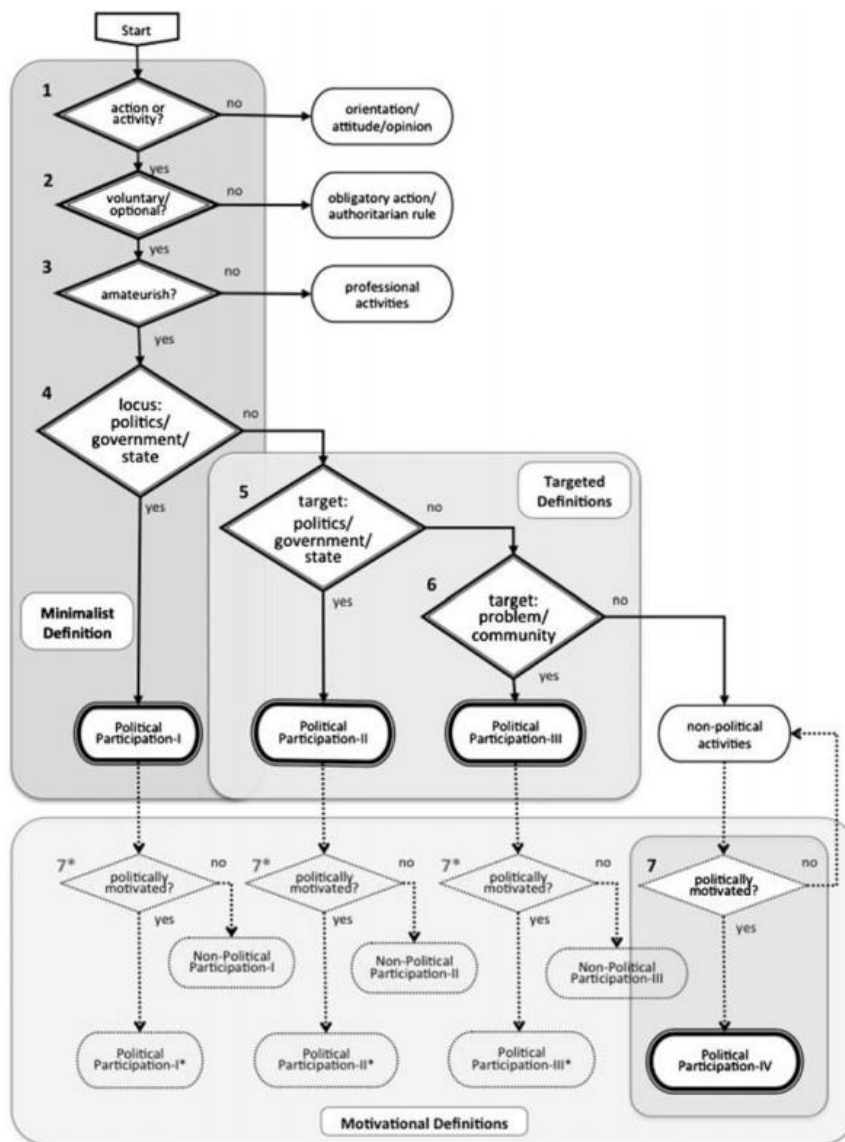 Start
1
action or
activity?
no
orientation/
attitude/opinion
yes
2
voluntary/
optional?
no
obligatory action/
authoritarian rule
yes
3
amateurish?
no
professional
activities
yes
4
locus:
politics/
government/
state
no
yes
5
target:
politics/
government/
state
no
Targeted
Definitions
yes
6
target:
problem/
community
no
yes
Minimalist
Definition
Political
Participation-I
Political
Participation-II
Political
Participation-III
non-political
activities
7*
politically
motivated?
no
yes
7*
politically
motivated?
no
yes
7*
politically
motivated?
no
yes
7
politically
motivated?
no
yes
Non-Political
Participation-I
Non-Political
Participation-II
Non-Political
Participation-III
Political
Participation-I*
Political
Participation-II*
Political
Participation-III*
Political
Participation-IV
Motivational Definitions